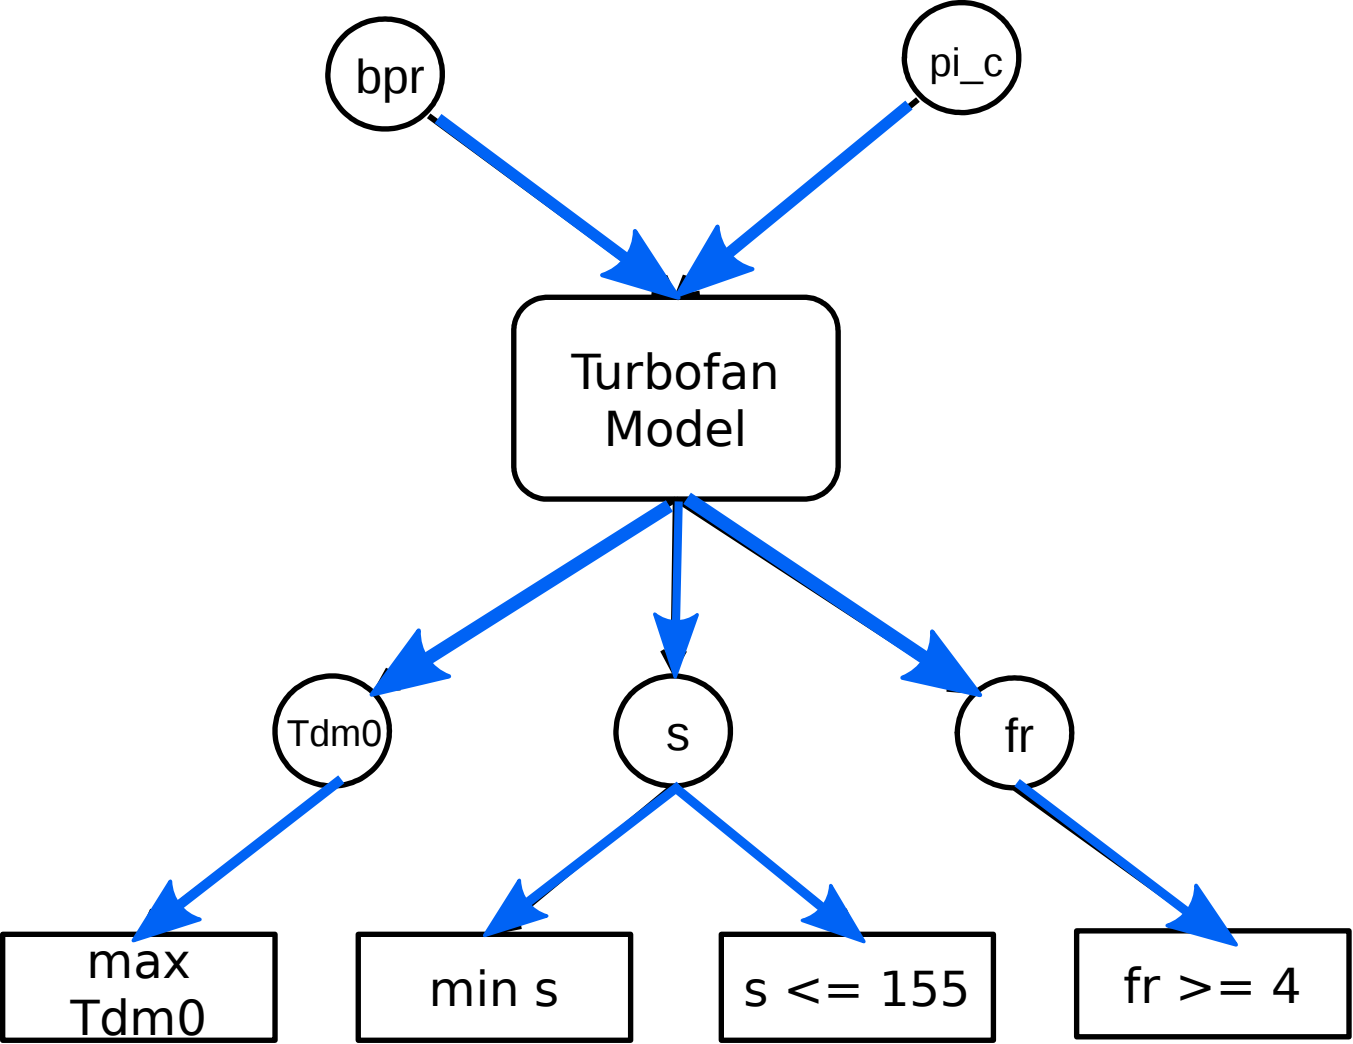 bpr
pi_c
Turbofan
Model
Tdm0
s
fr
max
Tdm0
min s
s <= 155
fr >= 4